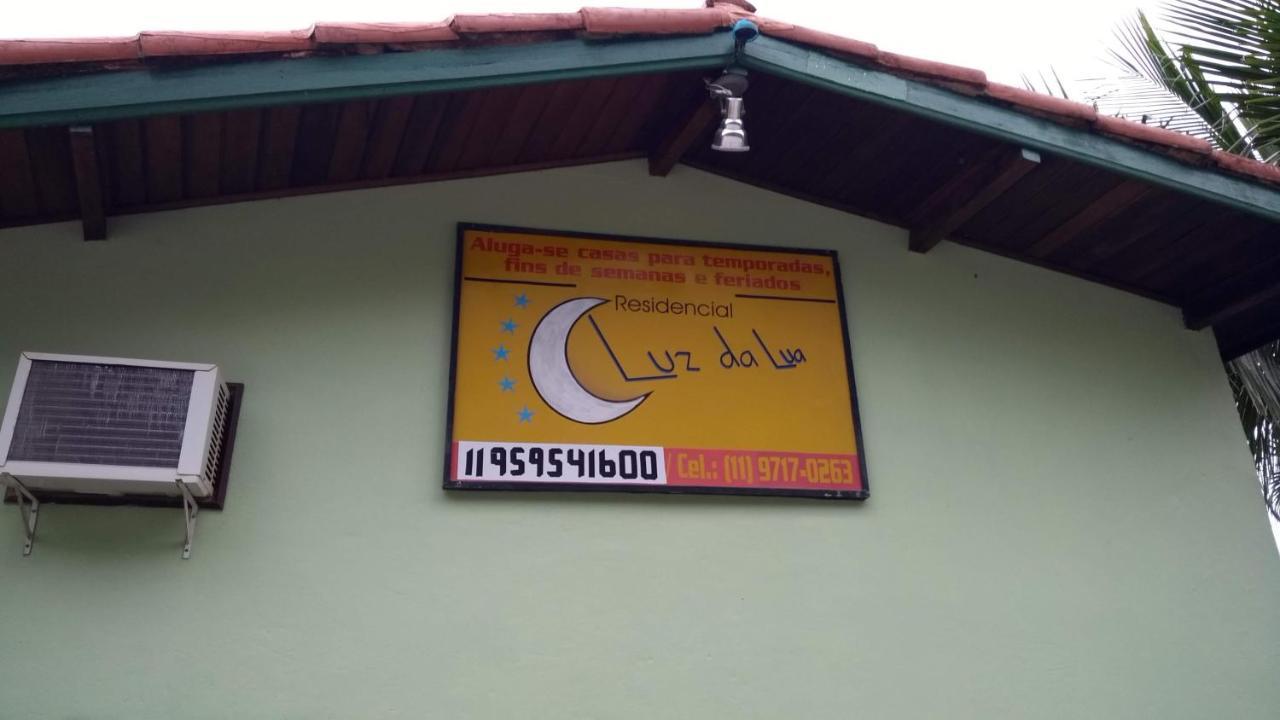 Aluga-se casas para temporadas,
fins de semanas e feriados
Residencial
Luz da Lua
11959541600 / Cel.: (11) 9717-0263